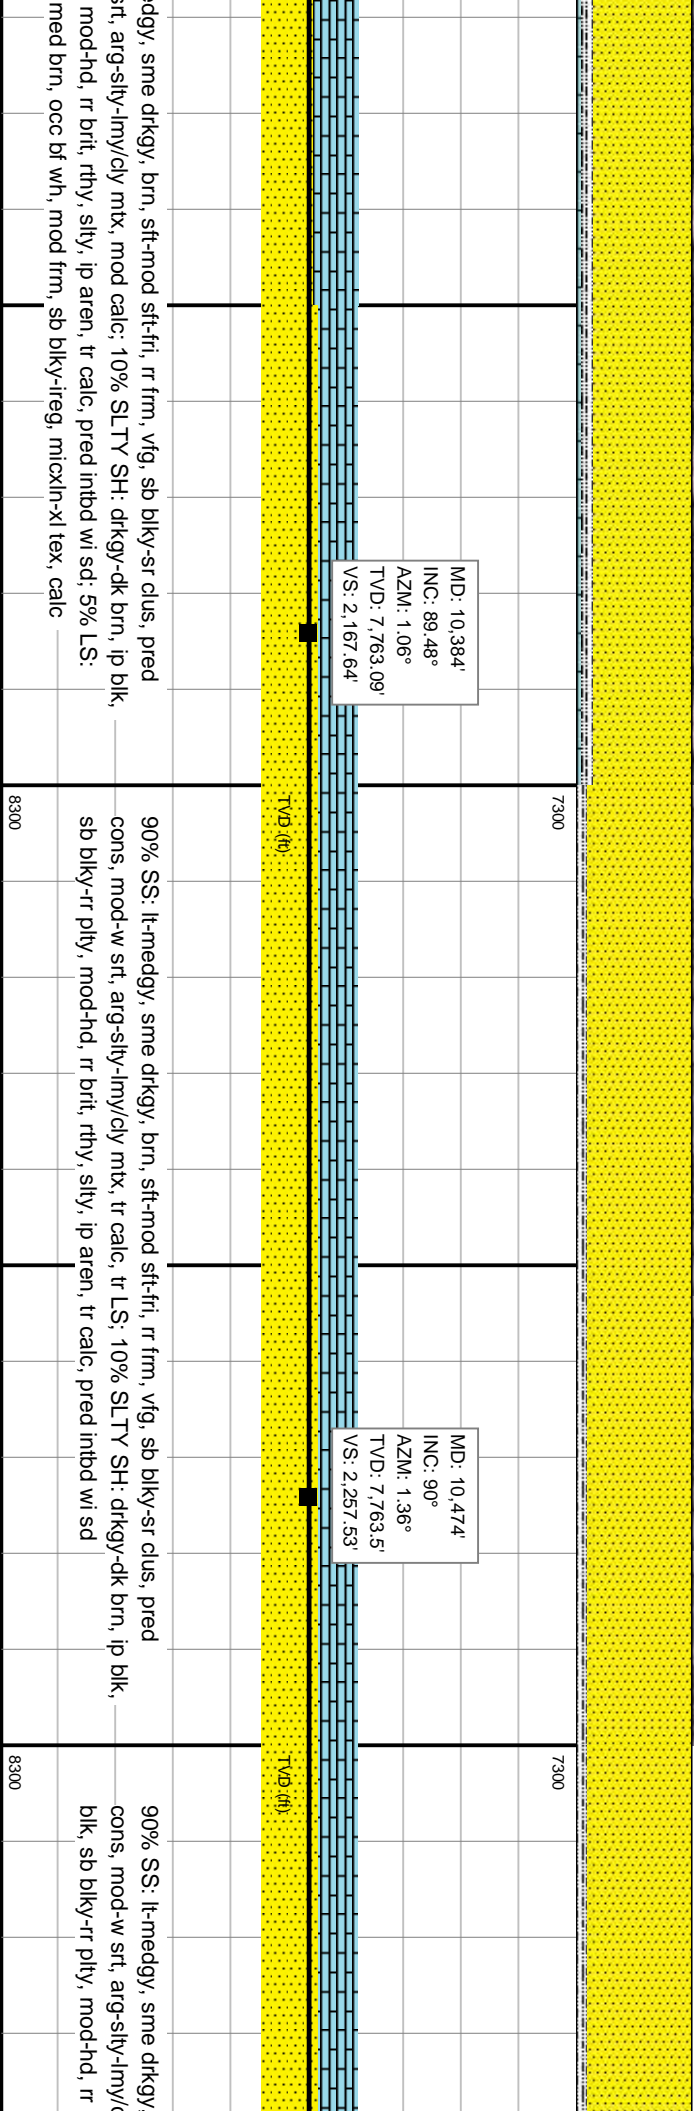 edgy, sme drkgy, brn, sft-mod sft-fri, rr frm, vfg, sb blky-sr clus, pred
srt, arg-slty-lmy/cly mtx, mod calc; 10% SLTY SH: drkgy-dk brn, ip blk,
mod-hd, rr brit, rthy, slty, ip aren, tr calc, pred intbd wi sd; 5% LS:
med brn, occ bf wh, mod frm, sb blky-ireg, micxln-xl tex, calc
MD: 10,384'
INC: 89.48°
AZM: 1.06°
TVD: 7,763.09'
VS: 2,167.64'
7300
TVD (ft)
8300
90% SS: lt-medgy, sme drkgy, brn, sft-mod sft-fri, rr frm, vfg, sb blky-sr clus, pred
cons, mod-w srt, arg-slty-lmy/cly mtx, tr calc, tr LS; 10% SLTY SH: drkgy-dk brn, ip blk,
sb blky-rr plty, mod-hd, rr brit, rthy, slty, ip aren, tr calc, pred intbd wi sd
MD: 10,474'
INC: 90°
AZM: 1.36°
TVD: 7,763.5'
VS: 2,257.53'
7300
TVD (ft)
8300
90% SS: lt-medgy, sme drkgy,
cons, mod-w srt, arg-slty-lmy/c
blk, sb blky-rr plty, mod-hd, rr